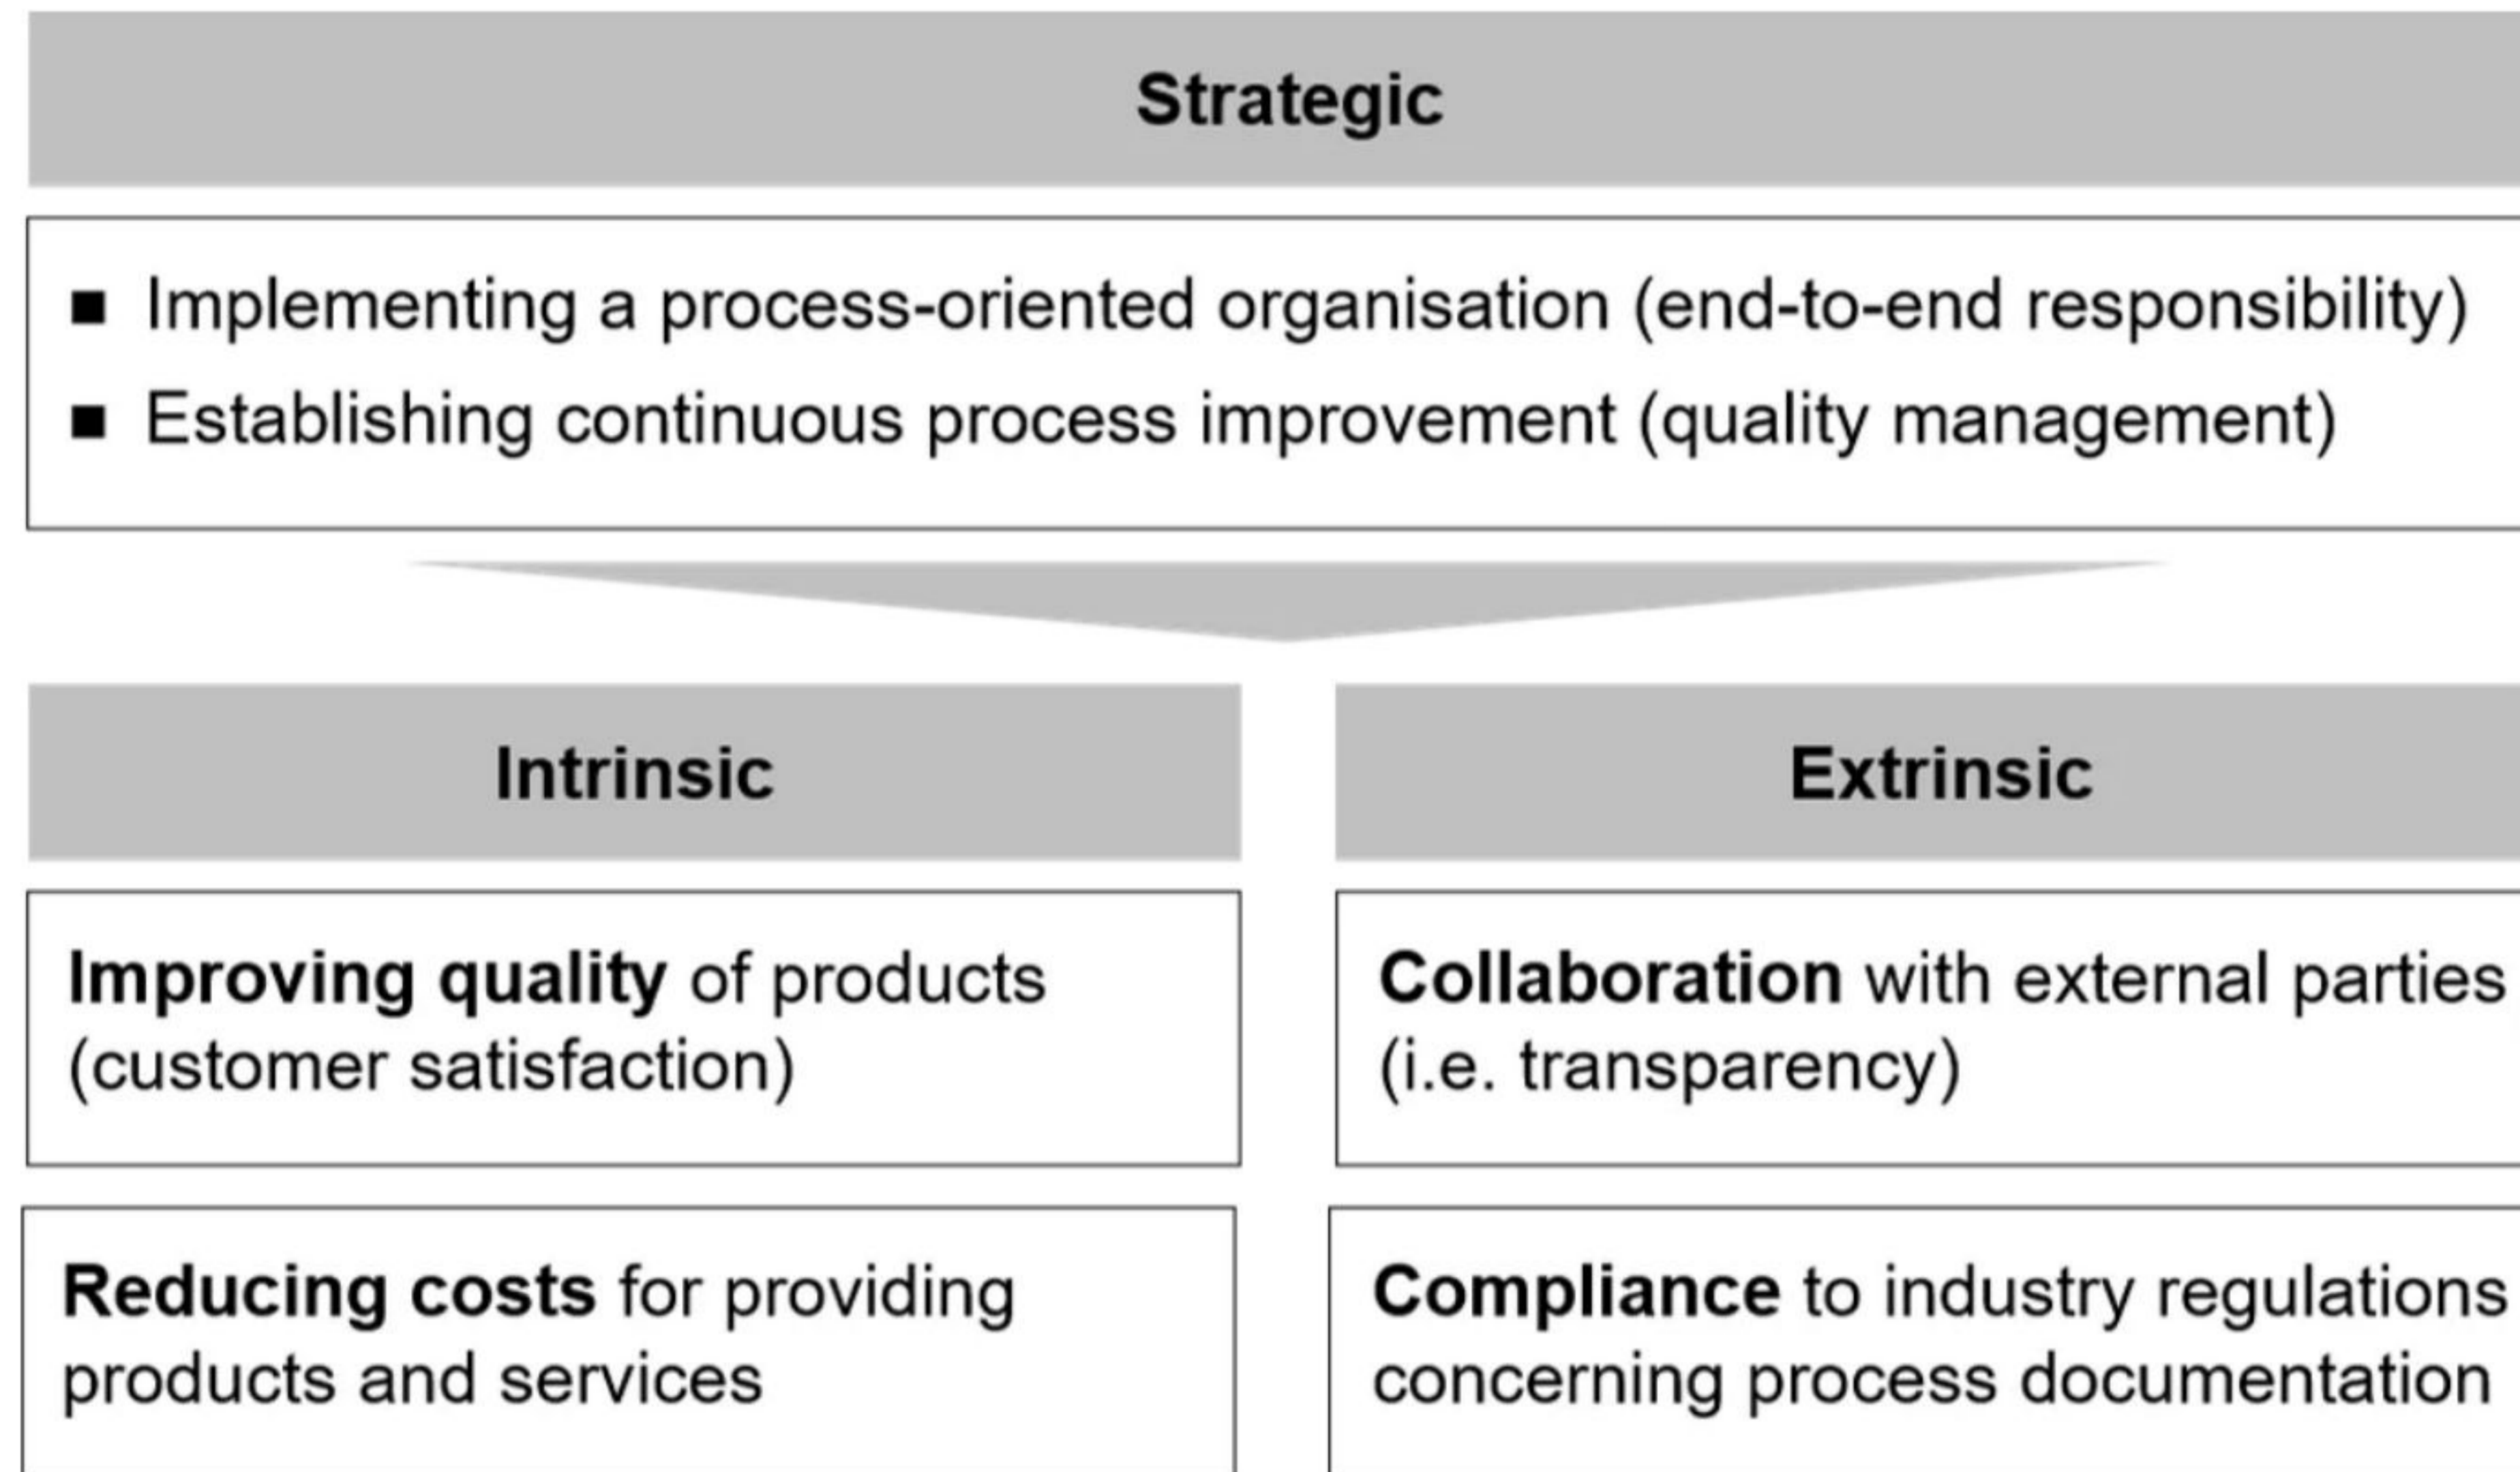 Strategic
■ Implementing a process-oriented organisation (end-to-end responsibility)
■ Establishing continuous process improvement (quality management)
Intrinsic
Improving quality of products
(customer satisfaction)
Reducing costs for providing
products and services
Extrinsic
Collaboration with external parties
(i.e. transparency)
Compliance to industry regulations
concerning process documentation